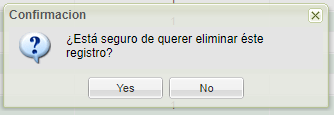 Confirmacion
¿Está seguro de querer eliminar éste
registro?
Yes
No